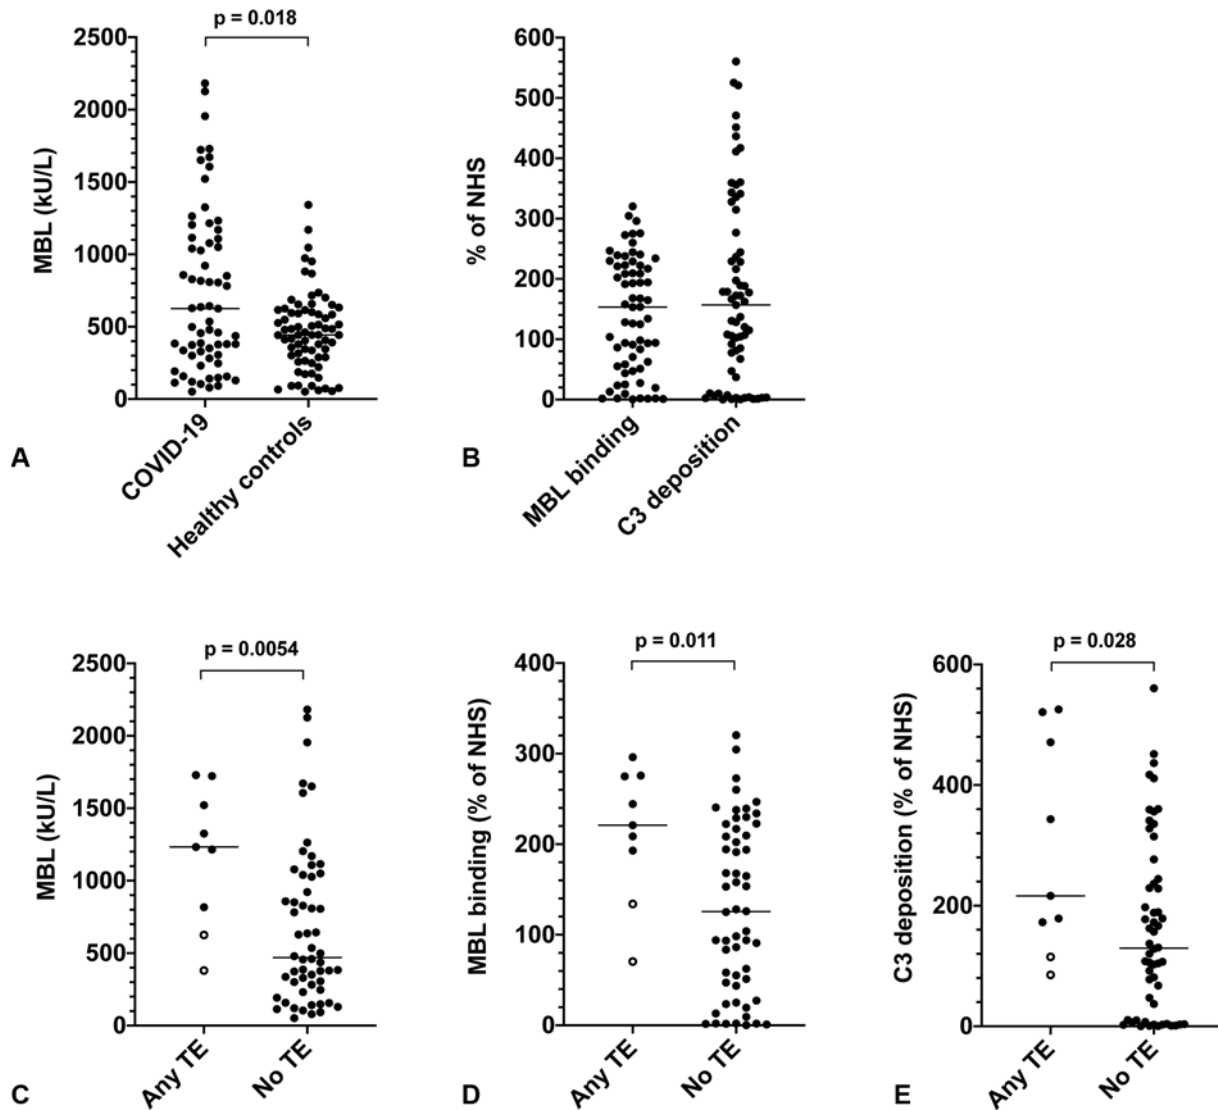 p = 0.018
2500
2000
1500
1000
500
0
MBL (kU/L)
COVID-19
Healthy controls
A
600
500
400
300
200
100
0
% of NHS
MBL binding
C3 deposition
B
p = 0.0054
2500
2000
1500
1000
500
0
MBL (kU/L)
Any TE
No TE
C
p = 0.011
400
300
200
100
0
MBL binding (% of NHS)
Any TE
No TE
D
p = 0.028
600
400
200
0
C3 deposition (% of NHS)
Any TE
No TE
E